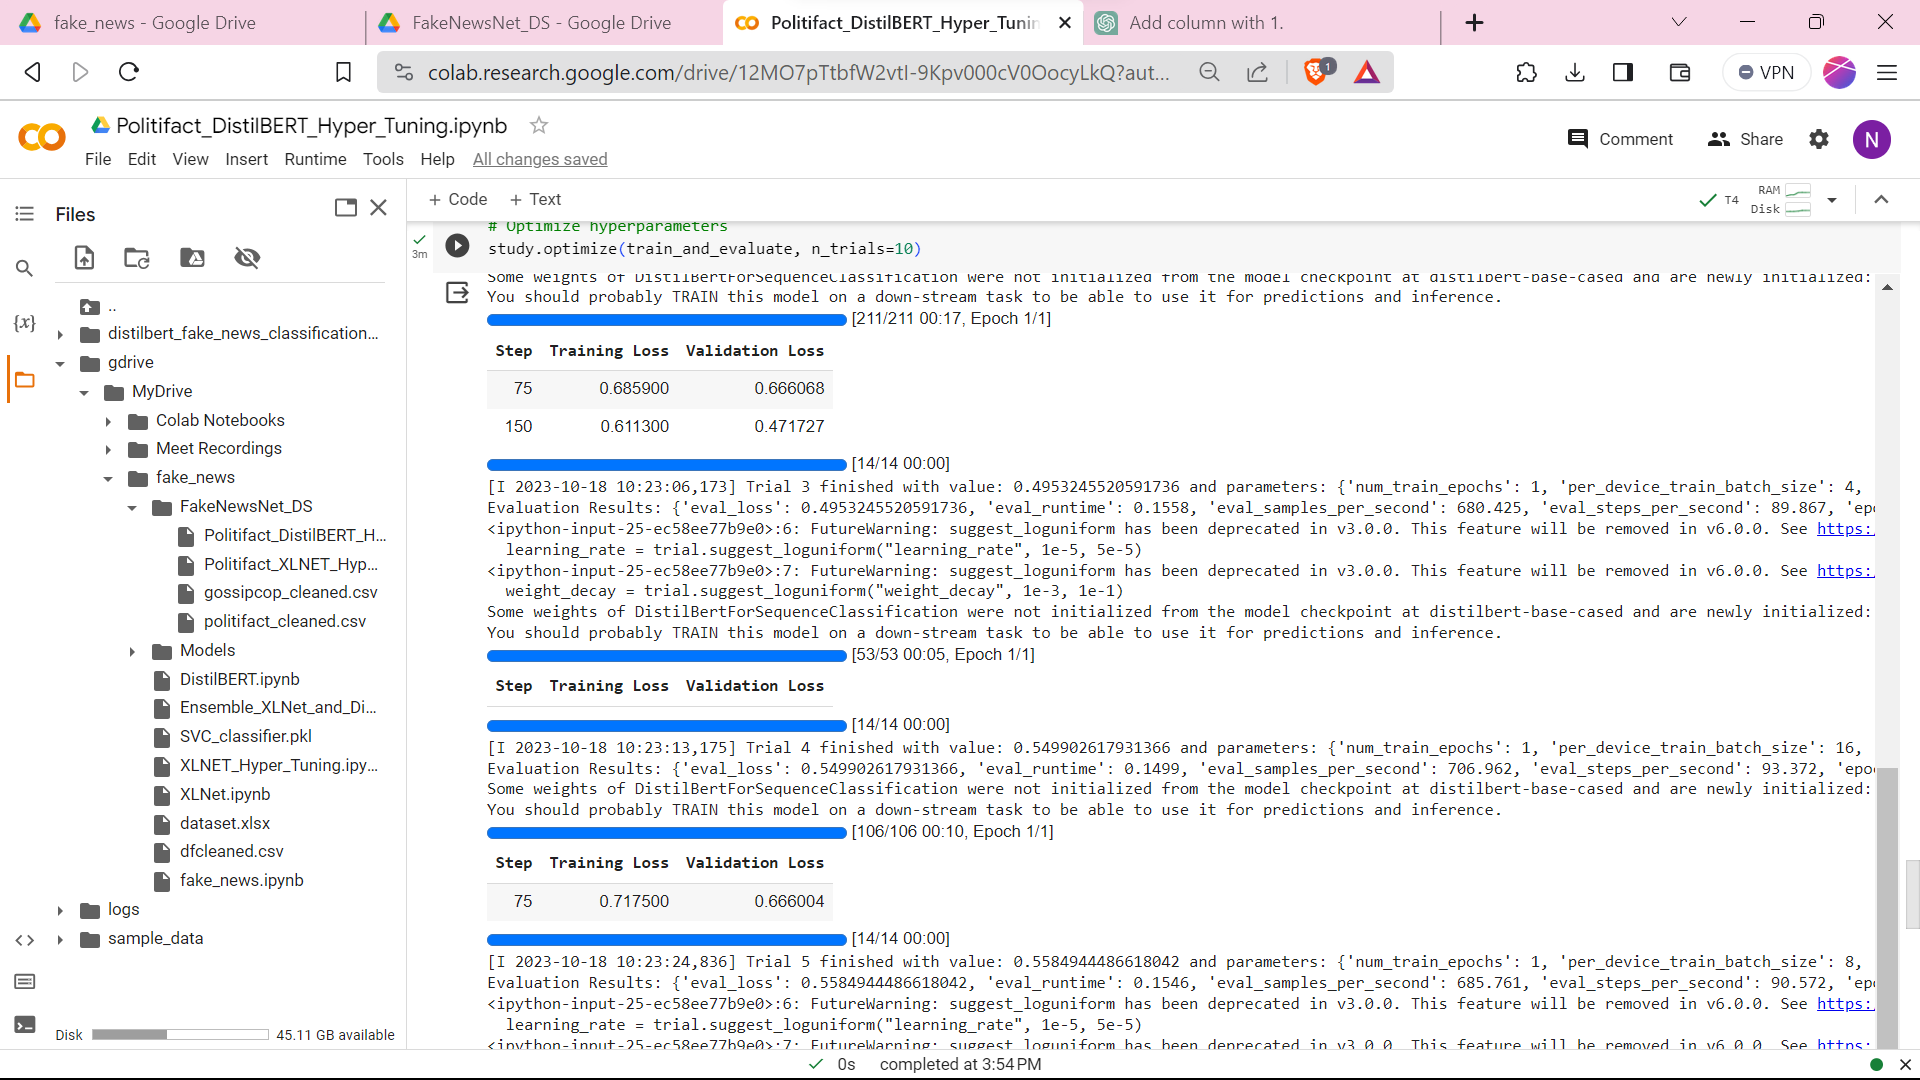 fake_news - Google Drive
FakeNewsNet_DS - Google Drive
Politifact_DistilBERT_Hyper_Tunin
Add column with 1.
colab.research.google.com/drive/12MO7pTtbfW2vtI-9Kpv000cV0OocyLkQ?aut...
1
VPN
Politifact_DistilBERT_Hyper_Tuning.ipynb
Comment
Share
N
File Edit View Insert Runtime Tools Help All changes saved
Files
+ Code + Text
T4
RAM
Disk
{x}
..
distilbert_fake_news_classification...
gdrive
MyDrive
Colab Notebooks
Meet Recordings
fake_news
FakeNewsNet_DS
Politifact_DistilBERT_H...
Politifact_XLNET_Hyp...
gossipcop_cleaned.csv
politifact_cleaned.csv
Models
DistilBERT.ipynb
Ensemble_XLNet_and_Di...
SVC_classifier.pkl
XLNET_Hyper_Tuning.ipy...
XLNet.ipynb
dataset.xlsx
dfcleaned.csv
fake_news.ipynb
logs
sample_data
Disk
45.11 GB available
3m
# Optimize hyperparameters
study.optimize(train_and_evaluate, n_trials=10)
Some weights of DistilBertForSequenceClassification were not initialized from the model checkpoint at distilbert-base-cased and are newly initialized:
You should probably TRAIN this model on a down-stream task to be able to use it for predictions and inference.
[211/211 00:17, Epoch 1/1]
Step Training Loss Validation Loss
75 0.685900 0.666068
150 0.611300 0.471727
[14/14 00:00]
[I 2023-10-18 10:23:06,173] Trial 3 finished with value: 0.4953245520591736 and parameters: {'num_train_epochs': 1, 'per_device_train_batch_size': 4,
Evaluation Results: {'eval_loss': 0.4953245520591736, 'eval_runtime': 0.1558, 'eval_samples_per_second': 680.425, 'eval_steps_per_second': 89.867, 'epo
<ipython-input-25-ec58ee77b9e0>:6: FutureWarning: suggest_loguniform has been deprecated in v3.0.0. This feature will be removed in v6.0.0. See https:/
learning_rate = trial.suggest_loguniform("learning_rate", 1e-5, 5e-5)
<ipython-input-25-ec58ee77b9e0>:7: FutureWarning: suggest_loguniform has been deprecated in v3.0.0. This feature will be removed in v6.0.0. See https:/
weight_decay = trial.suggest_loguniform("weight_decay", 1e-3, 1e-1)
Some weights of DistilBertForSequenceClassification were not initialized from the model checkpoint at distilbert-base-cased and are newly initialized:
You should probably TRAIN this model on a down-stream task to be able to use it for predictions and inference.
[53/53 00:05, Epoch 1/1]
Step Training Loss Validation Loss
[14/14 00:00]
[I 2023-10-18 10:23:13,175] Trial 4 finished with value: 0.549902617931366 and parameters: {'num_train_epochs': 1, 'per_device_train_batch_size': 16,
Evaluation Results: {'eval_loss': 0.549902617931366, 'eval_runtime': 0.1499, 'eval_samples_per_second': 706.962, 'eval_steps_per_second': 93.372, 'epo
Some weights of DistilBertForSequenceClassification were not initialized from the model checkpoint at distilbert-base-cased and are newly initialized:
You should probably TRAIN this model on a down-stream task to be able to use it for predictions and inference.
[106/106 00:10, Epoch 1/1]
Step Training Loss Validation Loss
75 0.717500 0.666004
[14/14 00:00]
[I 2023-10-18 10:23:24,836] Trial 5 finished with value: 0.5584944486618042 and parameters: {'num_train_epochs': 1, 'per_device_train_batch_size': 8,
Evaluation Results: {'eval_loss': 0.5584944486618042, 'eval_runtime': 0.1546, 'eval_samples_per_second': 685.761, 'eval_steps_per_second': 90.572, 'epo
<ipython-input-25-ec58ee77b9e0>:6: FutureWarning: suggest_loguniform has been deprecated in v3.0.0. This feature will be removed in v6.0.0. See https:/
learning_rate = trial.suggest_loguniform("learning_rate", 1e-5, 5e-5)
<ipython-input-25-ec58ee77b9e0>:7: FutureWarning: suggest_loguniform has been deprecated in v3.0.0. This feature will be removed in v6.0.0. See https:
0s completed at 3:54 PM